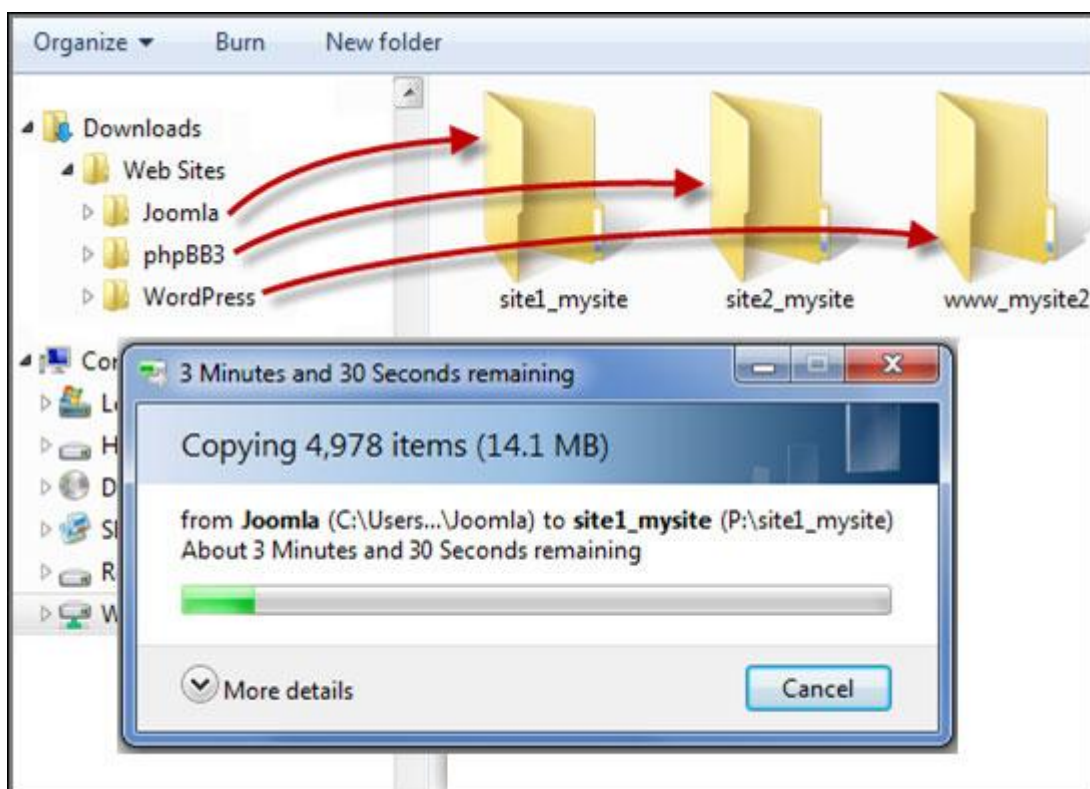 Organize Burn New folder
Downloads
Web Sites
Joomla
phpBB3
WordPress
site1_mysite site2_mysite www_mysite2
3 Minutes and 30 Seconds remaining
Copying 4,978 items (14.1 MB)
from Joomla (C:\Users...\Joomla) to site1_mysite (P:\site1_mysite)
About 3 Minutes and 30 Seconds remaining
More details
Cancel